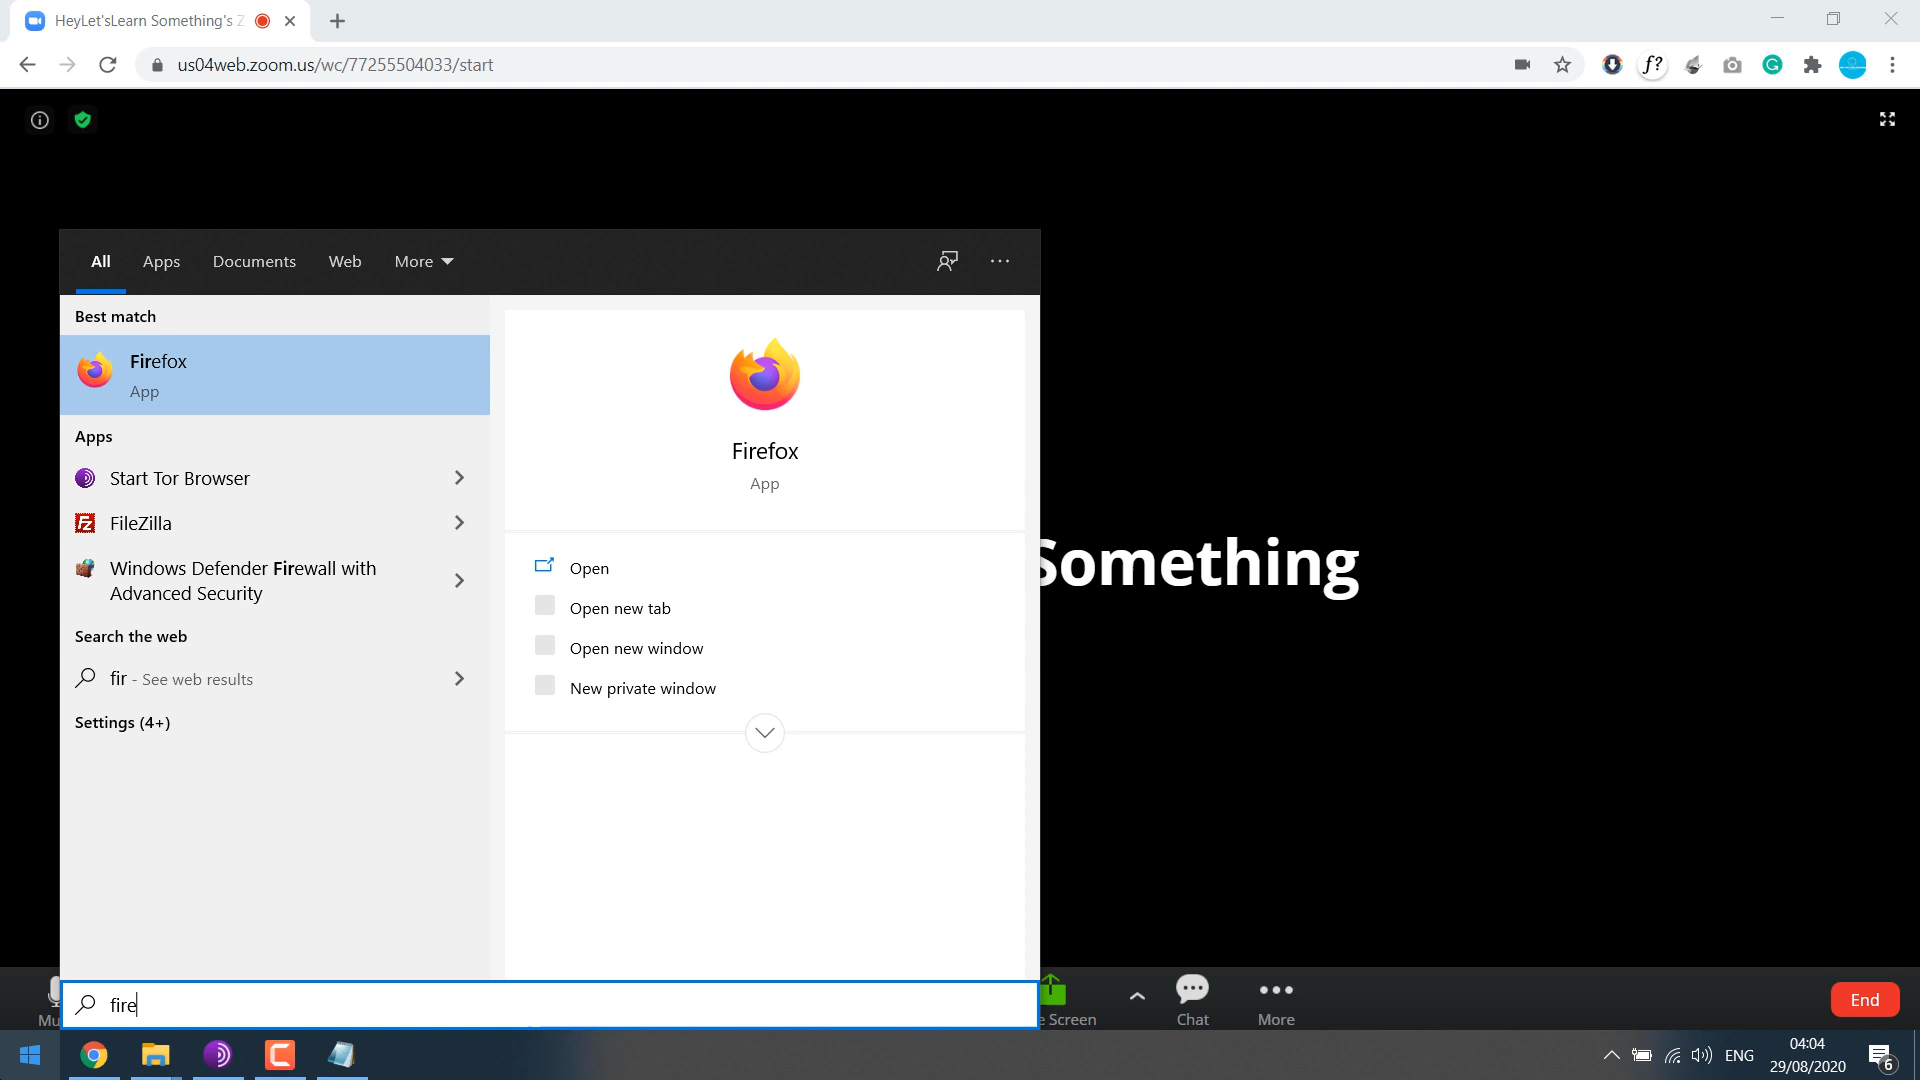 HeyLet'sLearn Something's Z
us04web.zoom.us/wc/77255504033/start
f?
All Apps Documents Web More
Best match
Firefox
App
Apps
Start Tor Browser
FileZilla
Windows Defender Firewall with
Advanced Security
Search the web
fir - See web results
Settings (4+)
Firefox
App
Open
Open new tab
Open new window
New private window
Something
fire
Mu
e Screen
Chat
More
End
ENG
04:04
29/08/2020
6